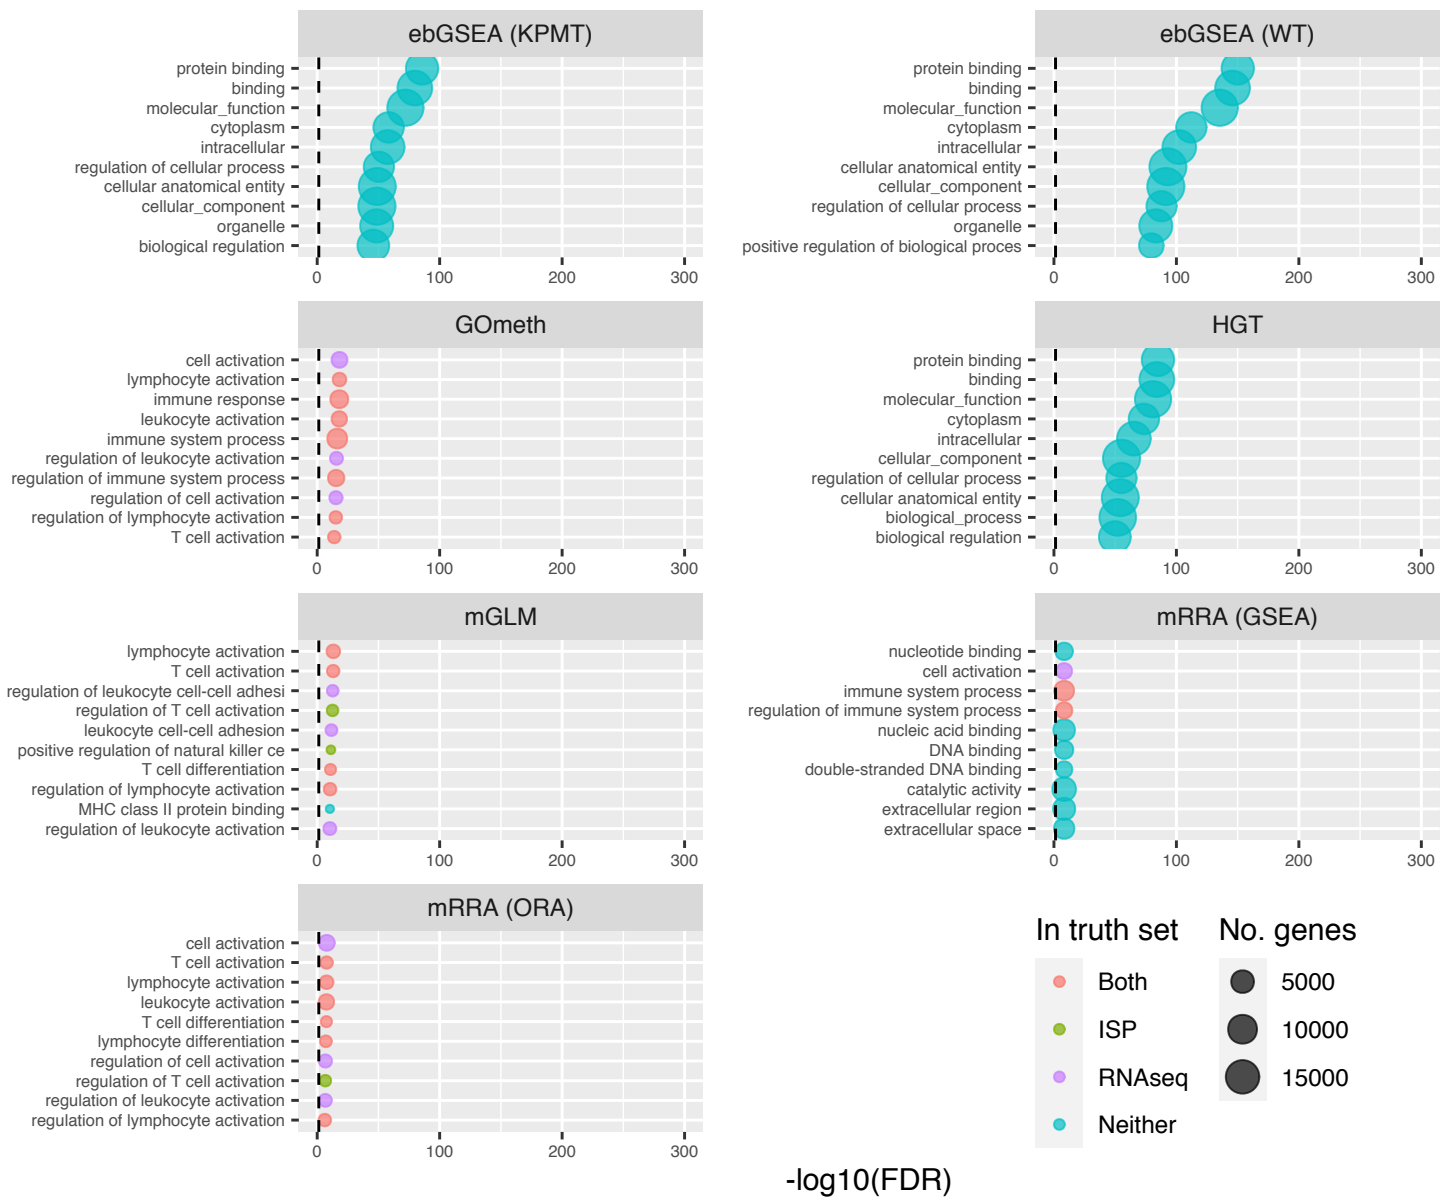 ebGSEA (KPMT)
protein binding
binding
molecular_function
cytoplasm
intracellular
regulation of cellular process
cellular anatomical entity
cellular_component
organelle
biological regulation
0 100 200 300
ebGSEA (WT)
protein binding
binding
molecular_function
cytoplasm
intracellular
cellular anatomical entity
cellular_component
regulation of cellular process
organelle
positive regulation of biological proces
0 100 200 300
GOmeth
cell activation
lymphocyte activation
immune response
leukocyte activation
immune system process
regulation of leukocyte activation
regulation of immune system process
regulation of cell activation
regulation of lymphocyte activation
T cell activation
0 100 200 300
HGT
protein binding
binding
molecular_function
cytoplasm
intracellular
cellular_component
regulation of cellular process
cellular anatomical entity
biological_process
biological regulation
0 100 200 300
mGLM
lymphocyte activation
T cell activation
regulation of leukocyte cell-cell adhesi
regulation of T cell activation
leukocyte cell-cell adhesion
positive regulation of natural killer ce
T cell differentiation
regulation of lymphocyte activation
MHC class II protein binding
regulation of leukocyte activation
0 100 200 300
mRRA (GSEA)
nucleotide binding
cell activation
immune system process
regulation of immune system process
nucleic acid binding
DNA binding
double-stranded DNA binding
catalytic activity
extracellular region
extracellular space
0 100 200 300
mRRA (ORA)
cell activation
T cell activation
lymphocyte activation
leukocyte activation
T cell differentiation
lymphocyte differentiation
regulation of cell activation
regulation of T cell activation
regulation of leukocyte activation
regulation of lymphocyte activation
0 100 200 300
In truth set
Both
ISP
RNAseq
Neither
No. genes
5000
10000
15000
-log10(FDR)